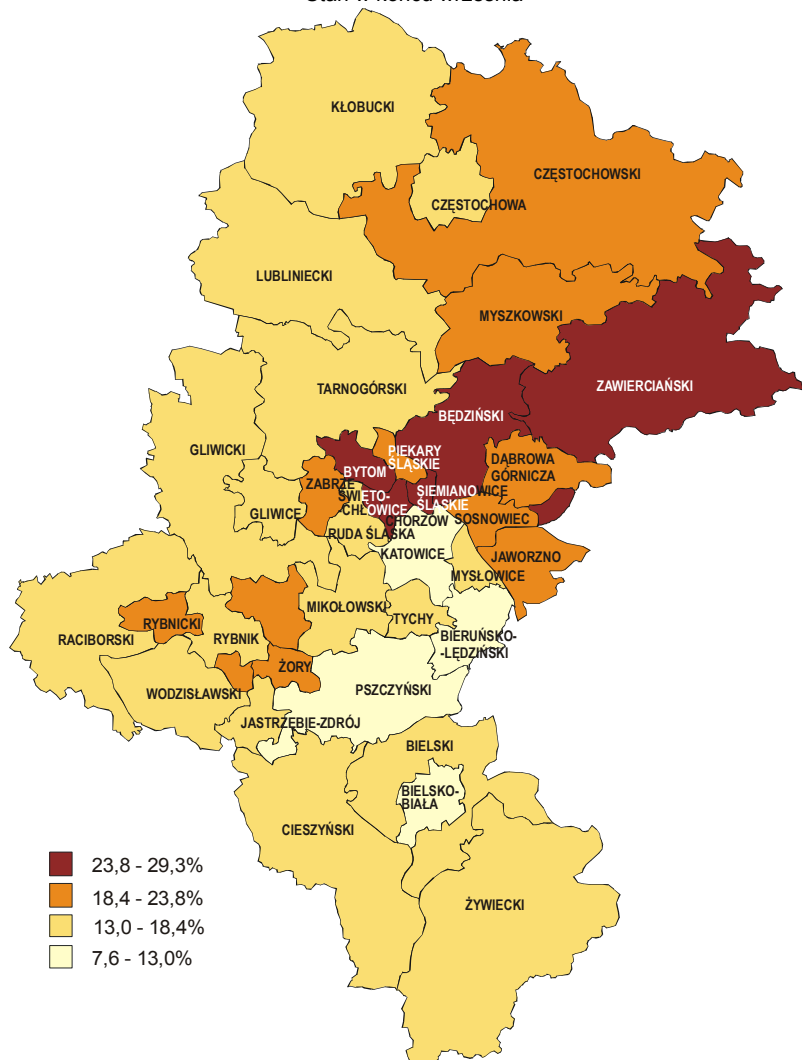 KŁOBUCKI
CZĘSTOCHOWSKI
CZĘSTOCHOWA
LUBLINIECKI
MYSZKOWSKI
TARNOGÓRSKI
ZAWIERCIAŃSKI
BĘDZIŃSKI
GLIWICKI
PIEKARY
ŚLĄSKIE
BYTOM
DĄBROWA
GÓRNICZA
ZABRZE
ŚWIĘTO-
-CHŁOWICE
SIEMIANOWICE
ŚLĄSKIE
GLIWICE
CHORZÓW
SOSNOWIEC
RUDA ŚLĄSKA
KATOWICE
JAWORZNO
MYSŁOWICE
MIKOŁOWSKI
TYCHY
RYBNICKI
RACIBORSKI
RYBNIK
BIERUŃSKO-
-LĘDZIŃSKI
ŻORY
PSZCZYŃSKI
WODZISŁAWSKI
JASTRZĘBIE-ZDRÓJ
BIELSKI
BIELSKO-
BIAŁA
CIESZYŃSKI
ŻYWIECKI
23,8 - 29,3%
18,4 - 23,8%
13,0 - 18,4%
7,6 - 13,0%